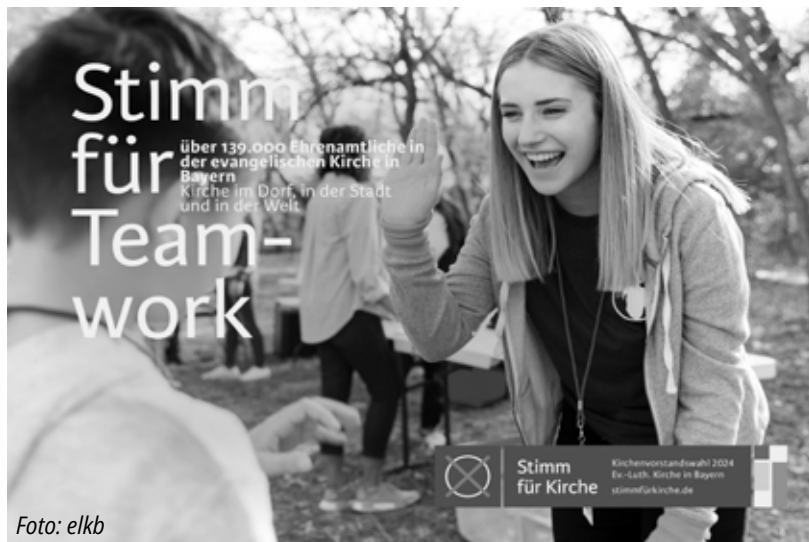 Stimm
für
Team-
work
über 139.000 Ehrenamtliche in
der evangelischen Kirche in
Bayern
Kirche im Dorf, in der Stadt
und in der Welt
Stimm
für Kirche
Kirchenvorstandswahl 2024
Ev.-Luth. Kirche in Bayern
stimmfürkirche.de
Foto: elkb